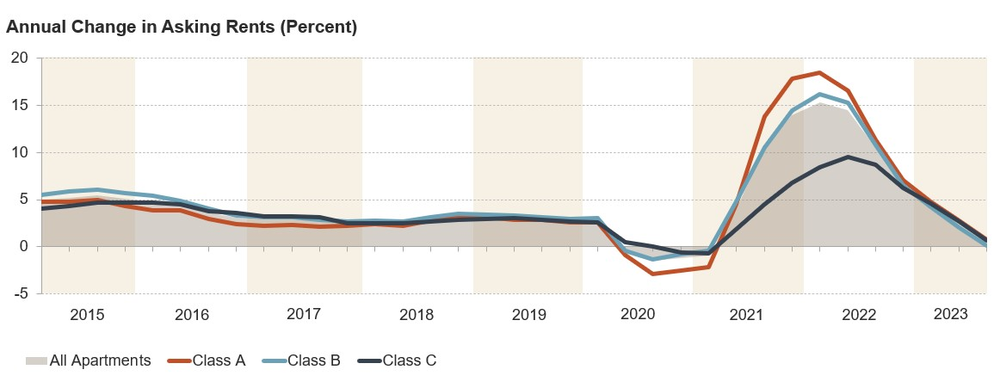 Annual Change in Asking Rents (Percent)
20
15
10
5
0
-5
2015 2016 2017 2018 2019 2020 2021 2022 2023
All Apartments Class A Class B Class C